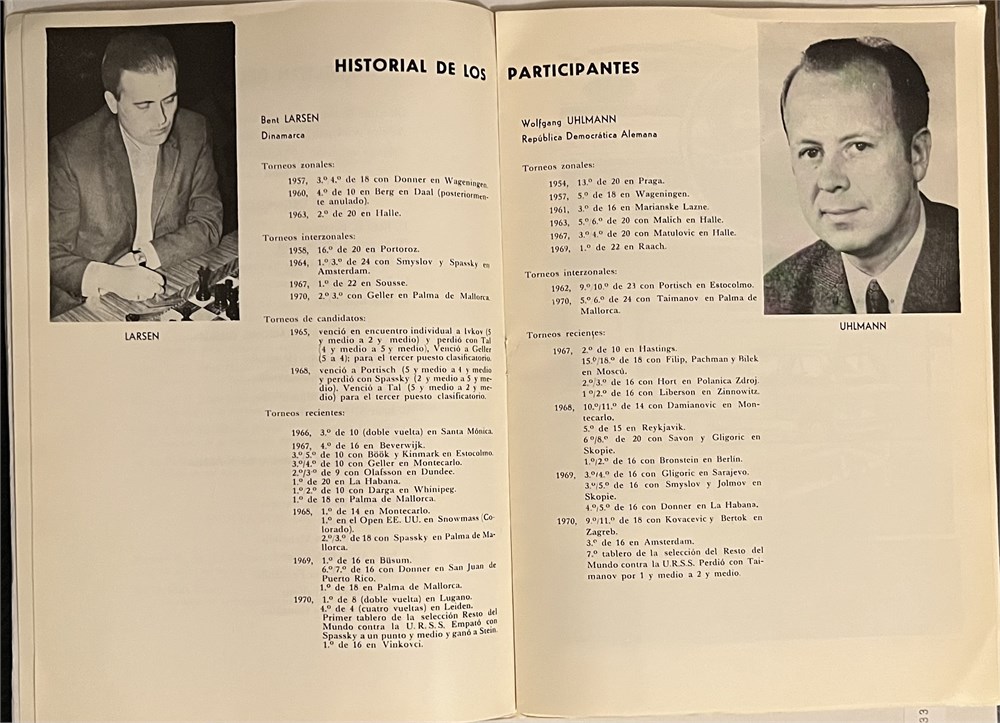 HISTORIAL DE LOS PARTICIPANTES
Bent LARSEN
Dinamarca
Torneos zonales:
1957, 3.º 4.º de 18 con Donner en Wageningen.
1960, 4.º de 10 en Berg en Daal (posteriormen-
te anulado).
1963, 2.º de 20 en Halle.
Torneos interzonales:
1958, 16.º de 20 en Portoroz.
1964, 1.º 3.º de 24 con Smyslov y Spassky en
Amsterdam.
1967, 1.º de 22 en Sousse.
1970, 2.º 3.º con Geller en Palma de Mallorca
Torneos de candidatos:
1965, venció en encuentro individual a Ivkov (5
y medio a 2 y medio) y perdió con Tal
(4 y medio a 5 y medio), Venció a Geller
(5 a 4); para el tercer puesto clasificatorio.
1968, venció a Portisch (5 y medio a 4 y medio
y perdió con Spassky (2 y medio a 5 y me-
dio). Venció a Tal (5 y medio a 2 y me-
dio) para el tercer puesto clasificatorio.
Torneos recientes:
1966, 3.º de 10 (doble vuelta) en Santa Mónica.
1967, 4.º de 16 en Beverwijk.
3.º/5.º de 10 con Böök y Kinmark en Estocolmo.
3.º/4.º de 10 con Geller en Montecarlo.
2.º/3.º de 9 con Olafsson en Dundee.
1.º de 20 en La Habana.
1.º 2.º de 10 con Darga en Whinipeg.
1.º de 18 en Palma de Mallorca.
1968, 1.º de 14 en Montecarlo.
1.º en el Open EE. UU. en Snowmass (Co-
lorado).
2.º/3.º de 18 con Spassky en Palma de Ma-
llorca.
1969, 1.º de 16 en Büsum.
6.º 7.º de 16 con Donner en San Juan de
Puerto Rico.
1.º de 18 en Palma de Mallorca.
1970, 1.º de 8 (doble vuelta) en Lugano.
4.º de 4 (cuatro vueltas) en Leiden.
Primer tablero de la selección Resto del
Mundo contra la U. R. S. S. Empató con
Spassky a un punto y medio y ganó a Stein.
1.º de 16 en Vinkovci.
LARSEN
Wolfgang UHLMANN
República Democrática Alemana
Torneos zonales:
1954, 13.º de 20 en Praga.
1957, 5.º de 18 en Wageningen.
1961, 3.º de 16 en Marianske Lazne.
1963, 5.º/6.º de 20 con Malich en Halle.
1967, 3.º 4.º de 20 con Matulovic en Halle.
1969, 1.º de 22 en Raach.
Torneos interzonales:
1962, 9.º/10.º de 23 con Portisch en Estocolmo.
1970, 5.º 6.º de 24 con Taimanov en Palma de
Mallorca.
Torneos recientes:
1967, 2.º de 10 en Hastings.
15.º/18.º de 18 con Filip, Pachman y Bilek
en Moscú.
2.º/3.º de 16 con Hort en Polanica Zdroj.
1 º/2.º de 16 con Liberson en Zinnowitz.
1968, 10.º/11.º de 14 con Damianovic en Mon-
tecarlo.
5.º de 15 en Reykjavik.
6 º/8.º de 20 con Savon y Gligoric en
Skopie.
1.º/2.º de 16 con Bronstein en Berlín.
1969, 3.º/4.º de 16 con Gligoric en Sarajevo.
3.º/5.º de 16 con Smyslov y Jolmov en
Skopie.
4.º/5.º de 16 con Donner en La Habana.
1970, 9.º/11.º de 18 con Kovacevic y Bertok en
Zagreb.
3.º de 16 en Amsterdam.
7.º tablero de la selección del Resto del
Mundo contra la U.R.S.S. Perdió con Tai-
manov por 1 y medio a 2 y medio.
UHLMANN
33